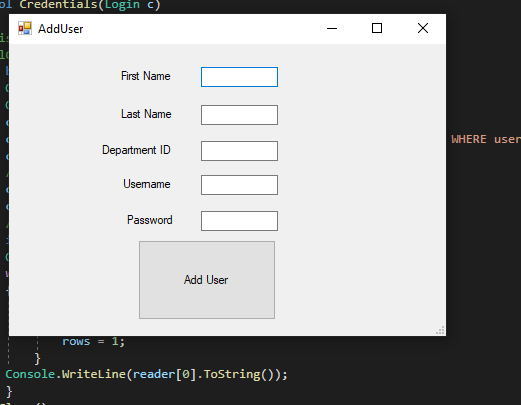 ol Credentials(Login c)
AddUser
First Name
Last Name
Department ID
WHERE user
Username
Password
Add User
rows = 1;
}
Console.WriteLine(reader[0].ToString());
}